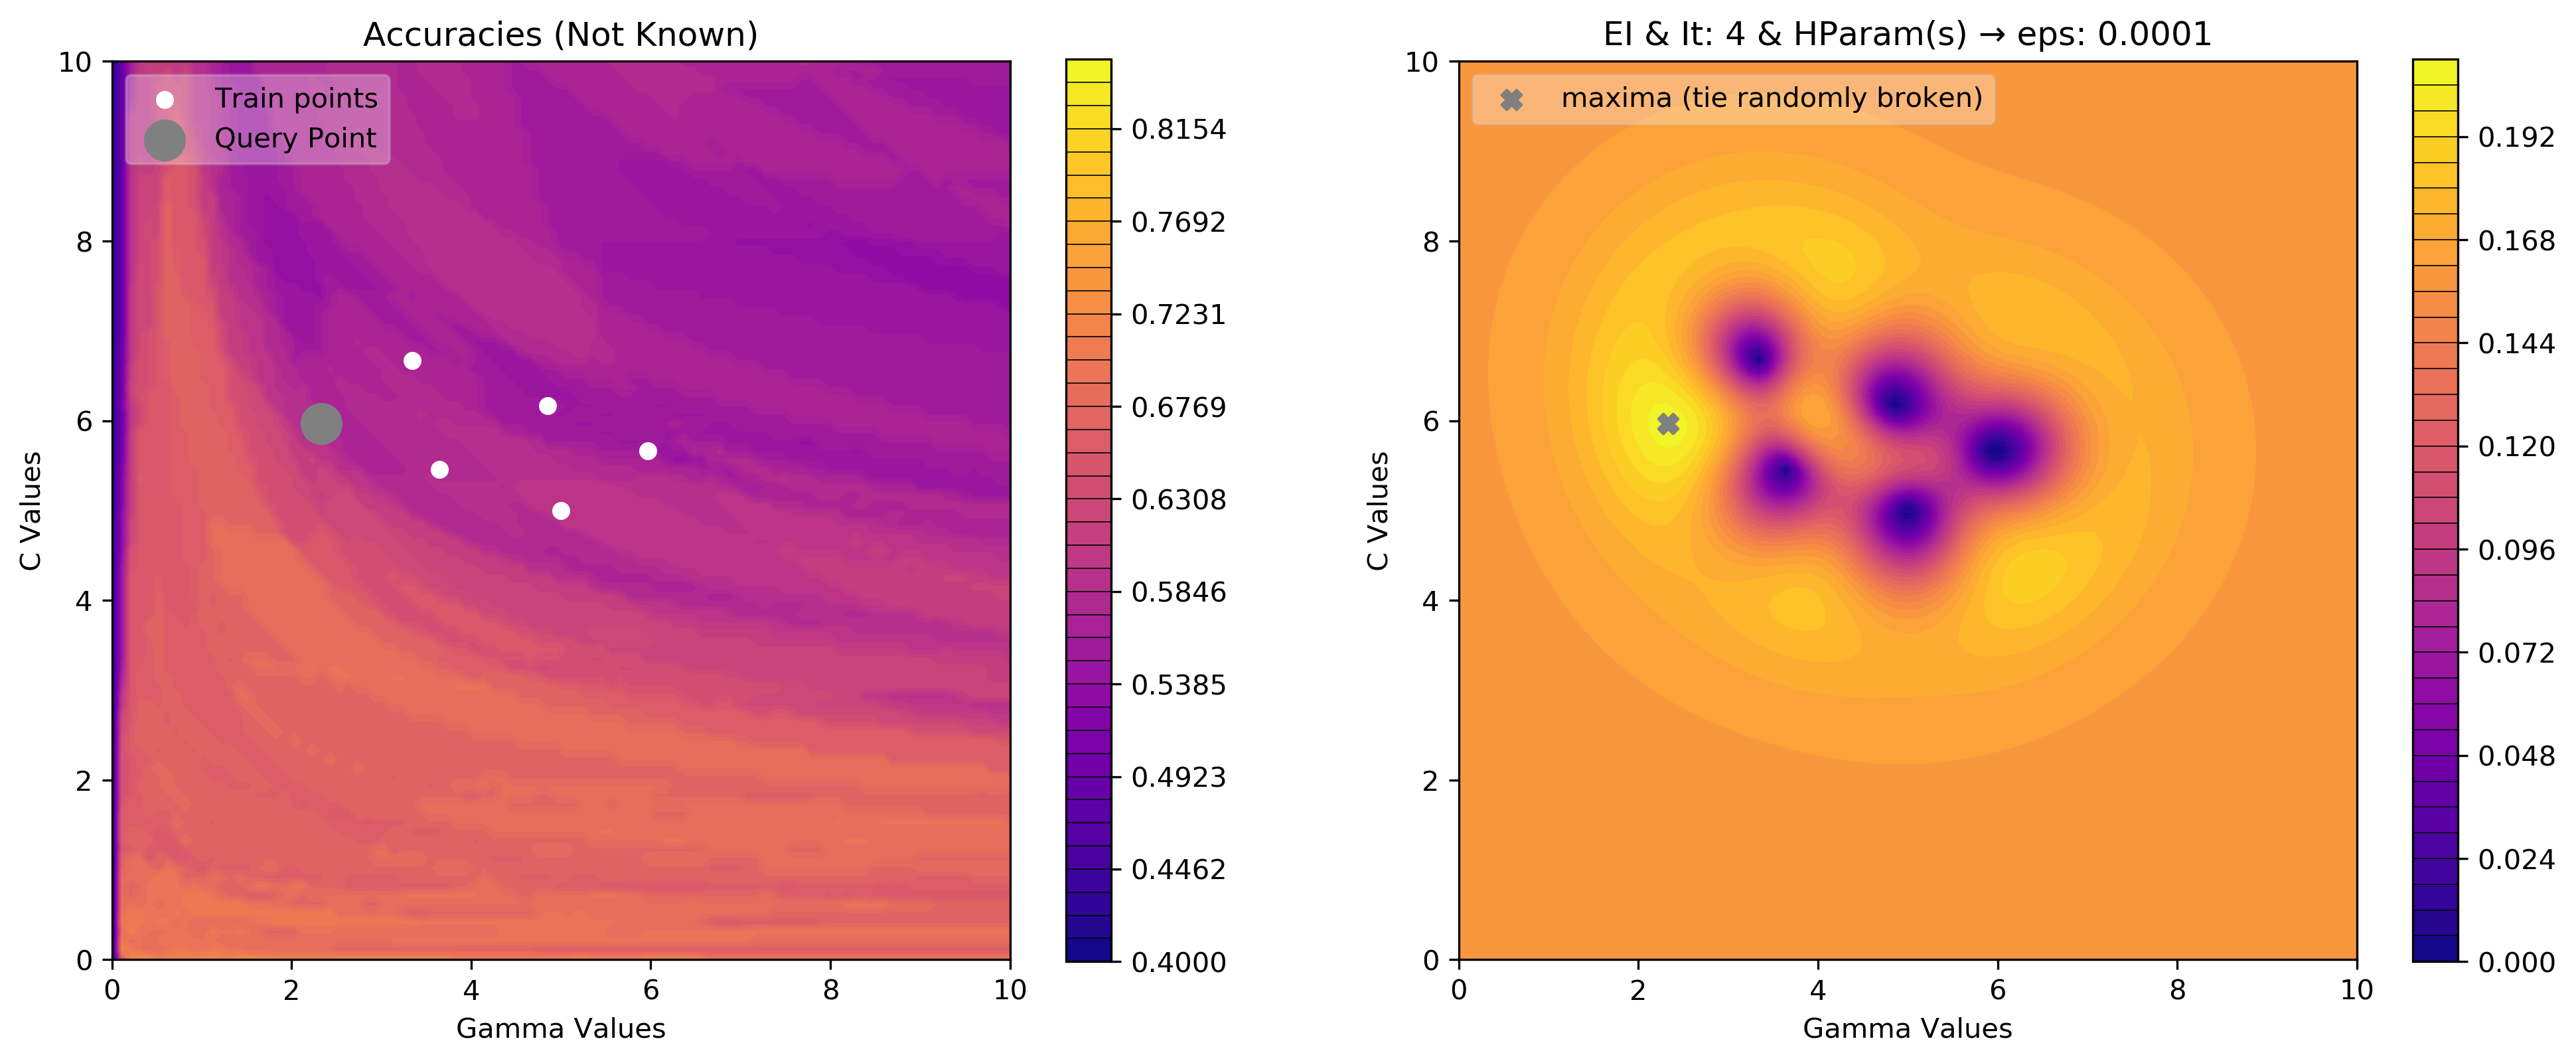 Accuracies (Not Known)
Train points
Query Point
10
8
6
4
2
0
C Values
0 2 4 6 8 10
Gamma Values
0.8154
0.7692
0.7231
0.6769
0.6308
0.5846
0.5385
0.4923
0.4462
0.4000
EI & It: 4 & HParam(s) → eps: 0.0001
maxima (tie randomly broken)
10
8
6
4
2
0
C Values
0 2 4 6 8 10
Gamma Values
0.192
0.168
0.144
0.120
0.096
0.072
0.048
0.024
0.000